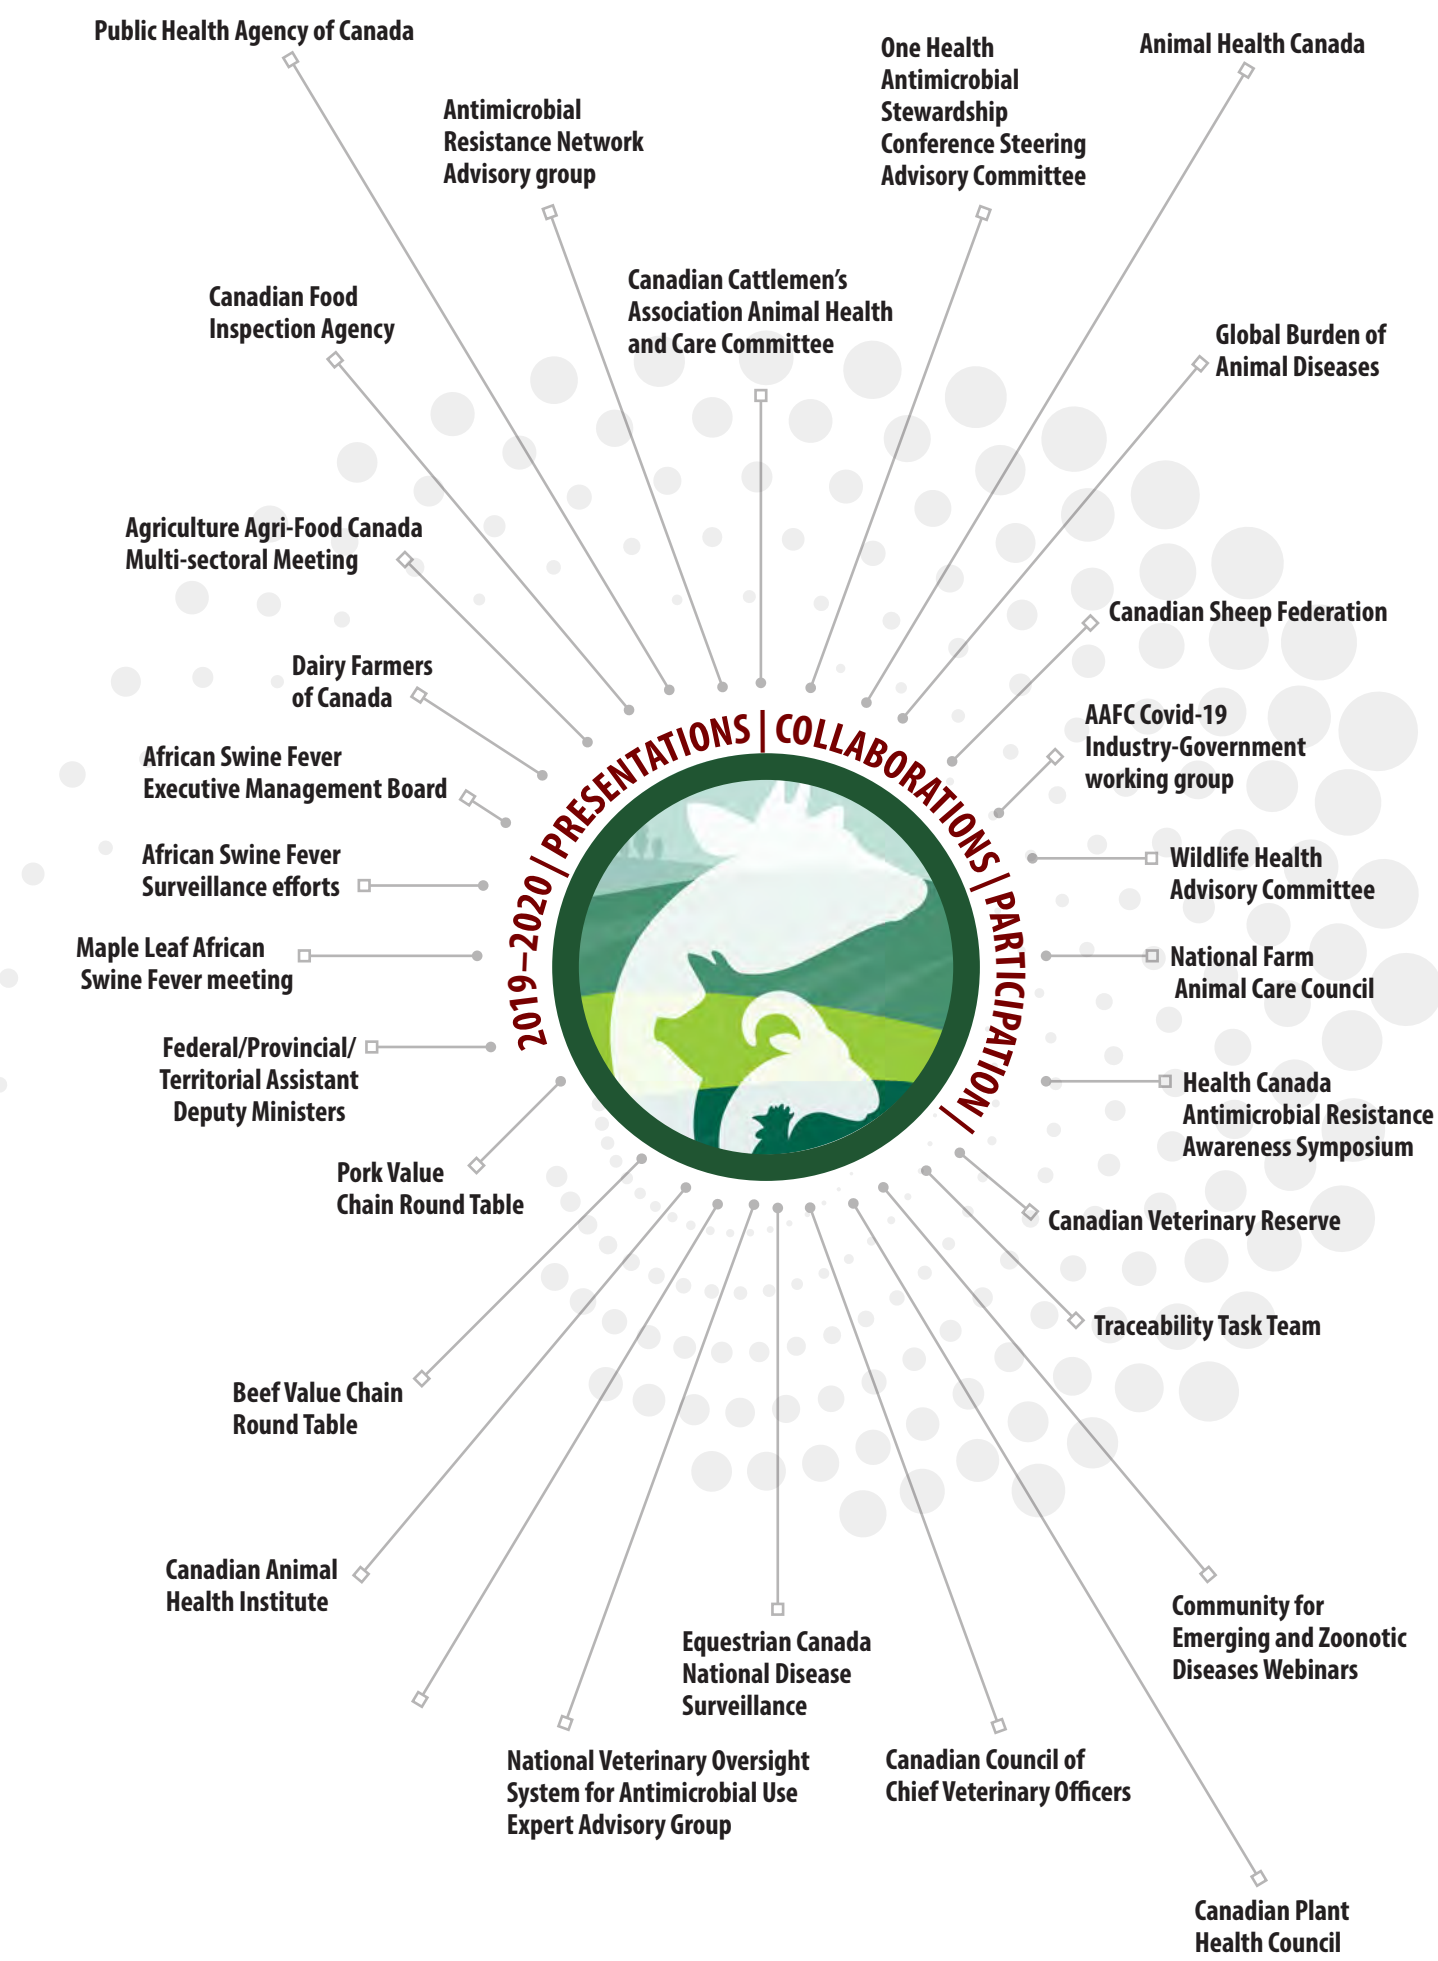 Public Health Agency of Canada
Antimicrobial
Resistance Network
Advisory group
One Health
Antimicrobial
Stewardship
Conference Steering
Advisory Committee
Animal Health Canada
Canadian Food
Inspection Agency
Canadian Cattlemen’s
Association Animal Health
and Care Committee
Global Burden of
Animal Diseases
Agriculture Agri-Food Canada
Multi-sectoral Meeting
Canadian Sheep Federation
Dairy Farmers
of Canada
AAFC Covid-19
Industry-Government
working group
African Swine Fever
Executive Management Board
African Swine Fever
Surveillance efforts
Wildlife Health
Advisory Committee
Maple Leaf African
Swine Fever meeting
National Farm
Animal Care Council
2019–2020 | PRESENTATIONS | COLLABORATIONS | PARTICIPATION |
Federal/Provincial/
Territorial Assistant
Deputy Ministers
Health Canada
Antimicrobial Resistance
Awareness Symposium
Pork Value
Chain Round Table
Canadian Veterinary Reserve
Traceability Task Team
Beef Value Chain
Round Table
Canadian Animal
Health Institute
Community for
Emerging and Zoonotic
Diseases Webinars
Equestrian Canada
National Disease
Surveillance
National Veterinary Oversight
System for Antimicrobial Use
Expert Advisory Group
Canadian Council of
Chief Veterinary Officers
Canadian Plant
Health Council